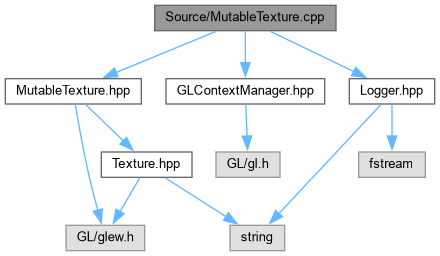 Source/MutableTexture.cpp
MutableTexture.hpp
GLContextManager.hpp
Logger.hpp
Texture.hpp
GL/gl.h
fstream
GL/glew.h
string